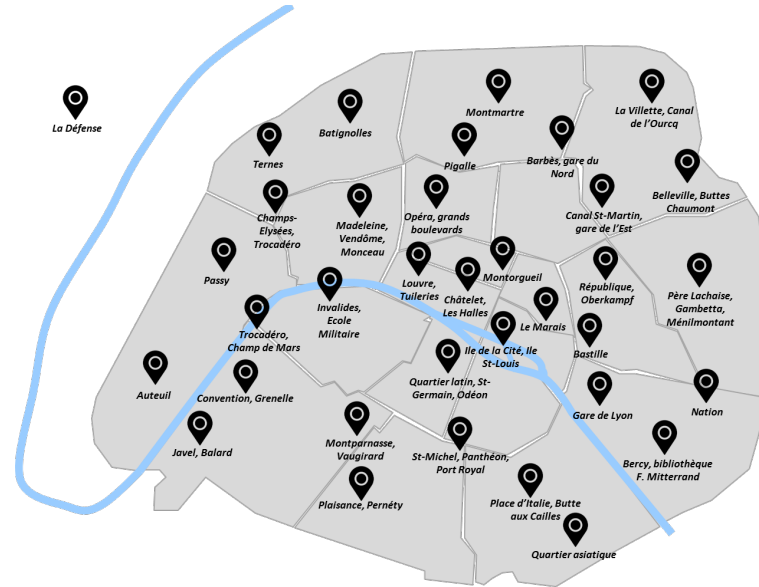 Montmartre
La Villette, Canal
de l'Ourcq
La Défense
Batignolles
Ternes
Pigalle
Barbès, gare du
Nord
Belleville, Buttes
Chaumont
Champs-
Elysées,
Trocadéro
Madeleine,
Vendôme,
Monceau
Opéra, grands
boulevards
Canal St-Martin,
gare de l'Est
Passy
Louvre,
Tuileries
Châtelet,
Les Halles
Montorgueil
République,
Oberkampf
Père Lachaise,
Gambetta,
Ménilmontant
Invalides,
Ecole
Militaire
Le Marais
Trocadéro,
Champ de Mars
Ile de la Cité, Ile
St-Louis
Bastille
Auteuil
Convention, Grenelle
Quartier latin, St-
Germain, Odéon
Gare de Lyon
Nation
Javel, Balard
Montparnasse,
Vaugirard
St-Michel, Panthéon,
Port Royal
Bercy, bibliothèque
F. Mitterrand
Plaisance, Pernéty
Place d'Italie, Butte
aux Cailles
Quartier asiatique